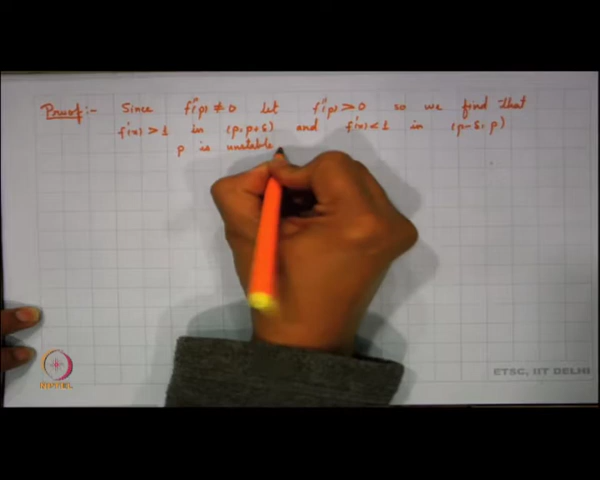 Proof :- Since f''(p) ≠ 0 let f''(p) > 0 so we find that
f'(x) > 1 in (p, p+δ) and f'(x) < 1 in (p-δ, p)
p is unstable
NPTEL
ETSC, IIT DELHI